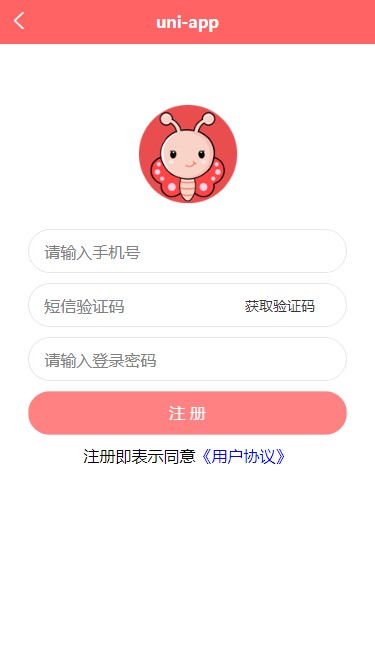 uni-app
请输入手机号
短信验证码 获取验证码
请输入登录密码
注 册
注册即表示同意《用户协议》